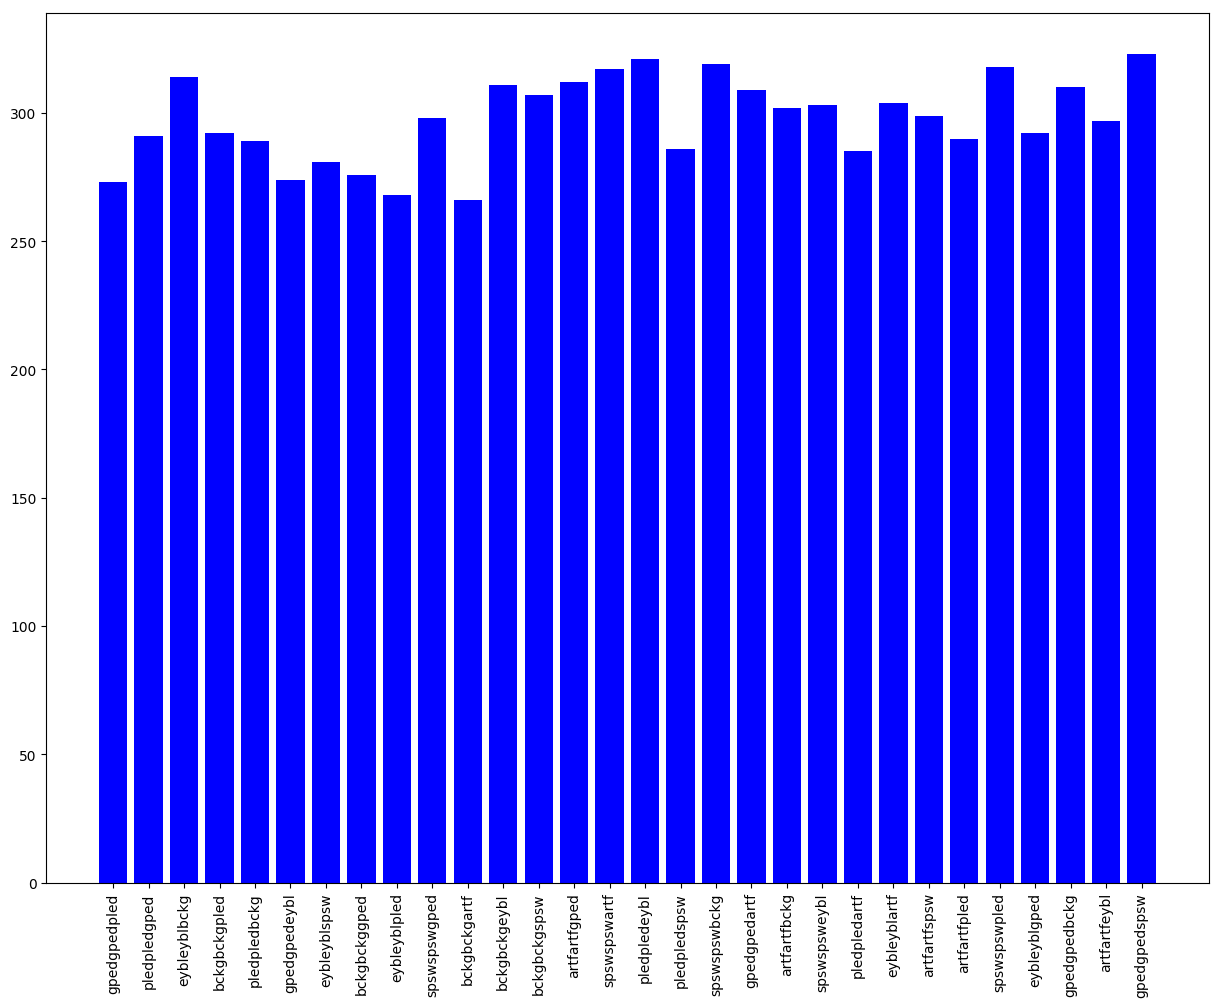 300
250
200
150
100
50
0
gpedgpedpled
pledpledgped
eybleyblbckg
bckgbckgpled
pledpledbckg
gpedgpedeybl
eybleyblspsw
bckgbckggped
eybleyblpled
spswspswgped
bckgbckgartf
bckgbckgeybl
bckgbckgspsw
artfartfgped
spswspswartf
pledpledeybl
pledpledspsw
spswspswbckg
gpedgpedartf
artfartfbckg
spswspsweybl
pledpledartf
eybleyblartf
artfartfspsw
artfartfpled
spswspswpled
eybleyblgped
gpedgpedbckg
artfartfeybl
gpedgpedspsw